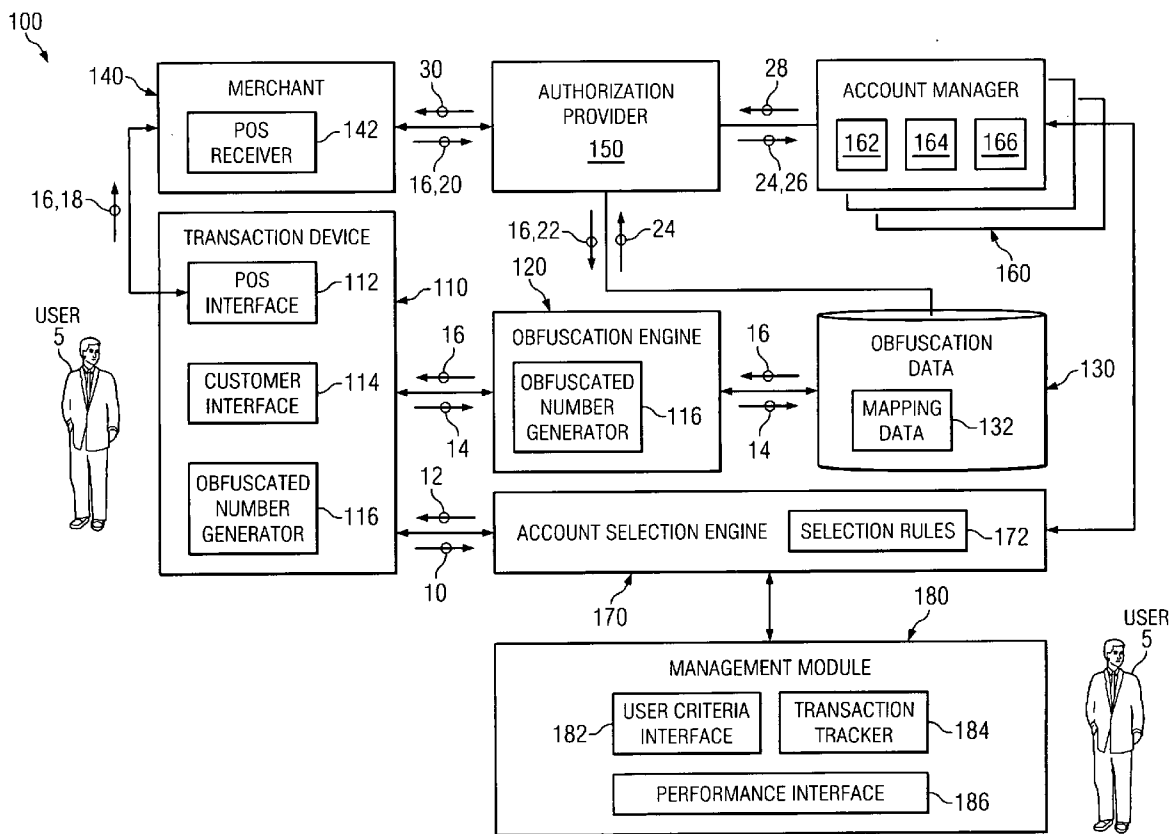 100
140
MERCHANT
POS
RECEIVER
142
30
16,20
AUTHORIZATION
PROVIDER
150
28
24,26
ACCOUNT MANAGER
162
164
166
160
16,18
TRANSACTION DEVICE
POS
INTERFACE
112
110
CUSTOMER
INTERFACE
114
OBFUSCATED
NUMBER
GENERATOR
116
USER
5
16,22
24
120
16
14
OBFUSCATION ENGINE
OBFUSCATED
NUMBER
GENERATOR
116
16
14
OBFUSCATION
DATA
MAPPING
DATA
132
130
12
10
ACCOUNT SELECTION ENGINE
SELECTION RULES
172
170
180
MANAGEMENT MODULE
182
USER CRITERIA
INTERFACE
TRANSACTION
TRACKER
184
PERFORMANCE INTERFACE
186
USER
5